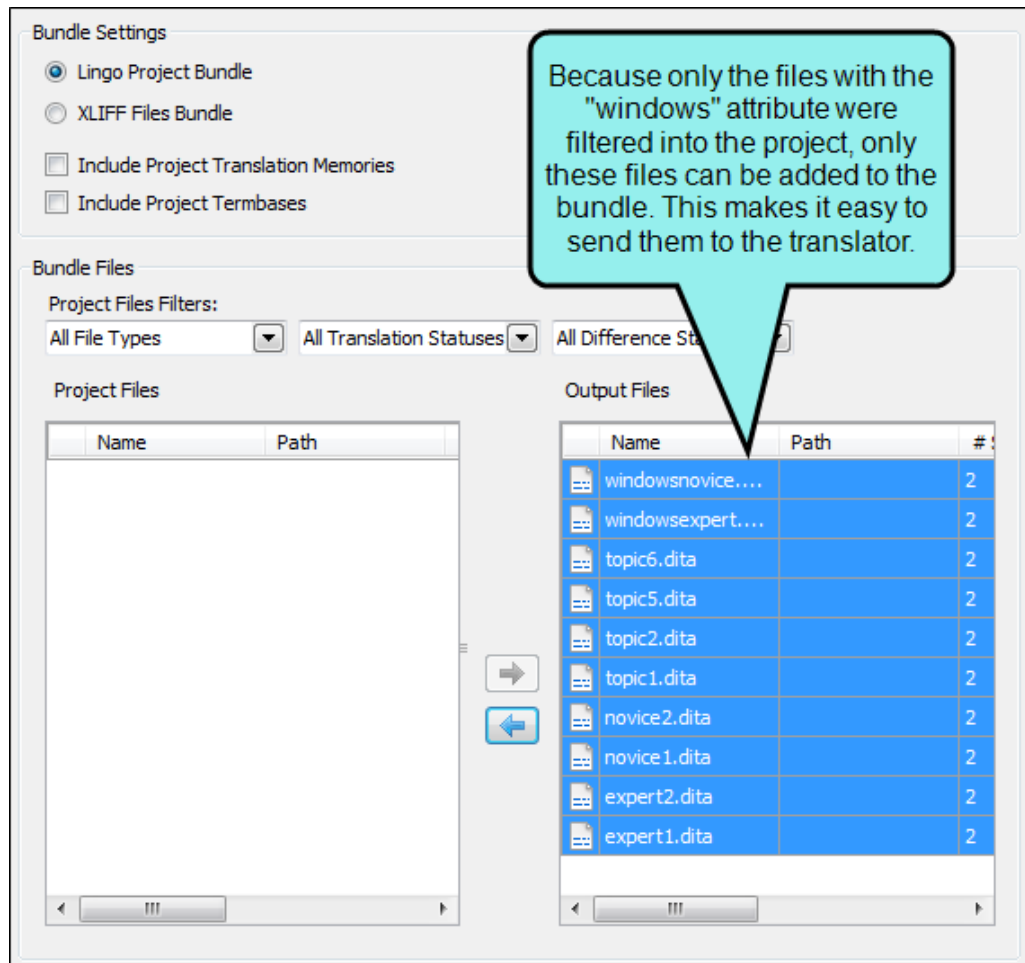 Bundle Settings
Lingo Project Bundle
XLIFF Files Bundle
Include Project Translation Memories
Include Project Termbases
Because only the files with the
"windows" attribute were
filtered into the project, only
these files can be added to the
bundle. This makes it easy to
send them to the translator.
Bundle Files
Project Files Filters:
All File Types
All Translation Statuses
All Difference
Project Files
Name Path
Output Files
Name Path #
windowsnovice....
windowsexpert....
topic6.dita
topic5.dita
topic2.dita
topic1.dita
novice2.dita
novice1.dita
expert2.dita
expert1.dita
2
2
2
2
2
2
2
2
2
2